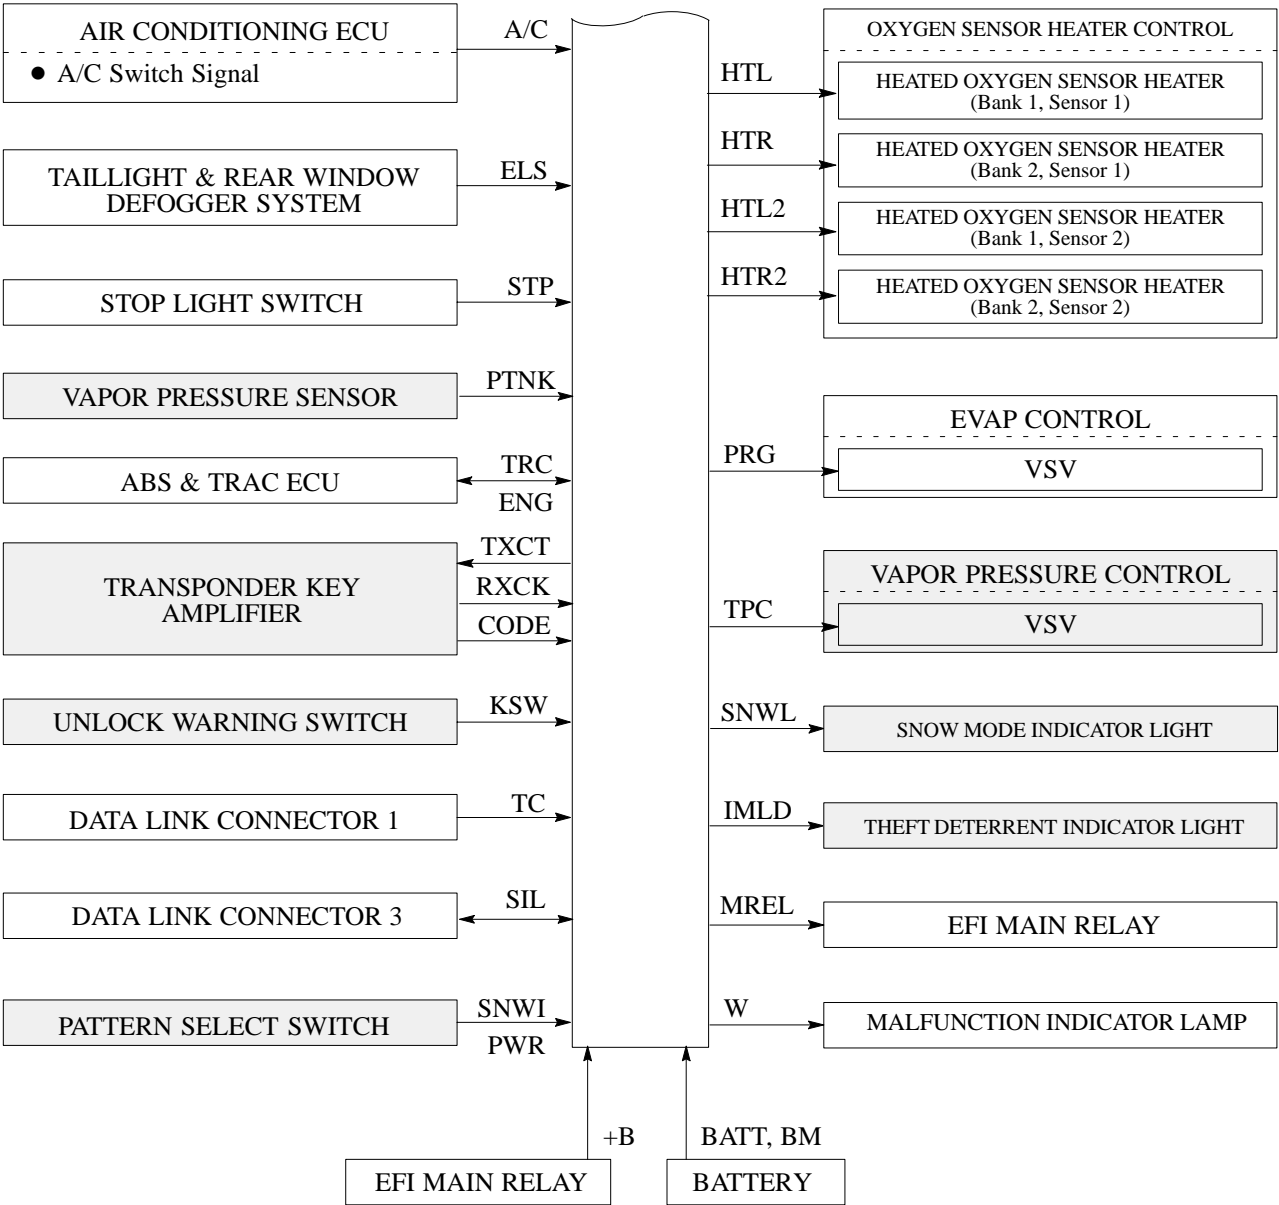 AIR CONDITIONING ECU
● A/C Switch Signal
A/C
TAILLIGHT & REAR WINDOW
DEFOGGER SYSTEM
ELS
STOP LIGHT SWITCH
STP
VAPOR PRESSURE SENSOR
PTNK
ABS & TRAC ECU
TRC
ENG
TRANSPONDER KEY
AMPLIFIER
TXCT
RXCK
CODE
UNLOCK WARNING SWITCH
KSW
DATA LINK CONNECTOR 1
TC
DATA LINK CONNECTOR 3
SIL
PATTERN SELECT SWITCH
SNWI
PWR
OXYGEN SENSOR HEATER CONTROL
HTL
HEATED OXYGEN SENSOR HEATER
(Bank 1, Sensor 1)
HTR
HEATED OXYGEN SENSOR HEATER
(Bank 2, Sensor 1)
HTL2
HEATED OXYGEN SENSOR HEATER
(Bank 1, Sensor 2)
HTR2
HEATED OXYGEN SENSOR HEATER
(Bank 2, Sensor 2)
EVAP CONTROL
PRG
VSV
VAPOR PRESSURE CONTROL
TPC
VSV
SNWL
SNOW MODE INDICATOR LIGHT
IMLD
THEFT DETERRENT INDICATOR LIGHT
MREL
EFI MAIN RELAY
W
MALFUNCTION INDICATOR LAMP
+B
EFI MAIN RELAY
BATT, BM
BATTERY